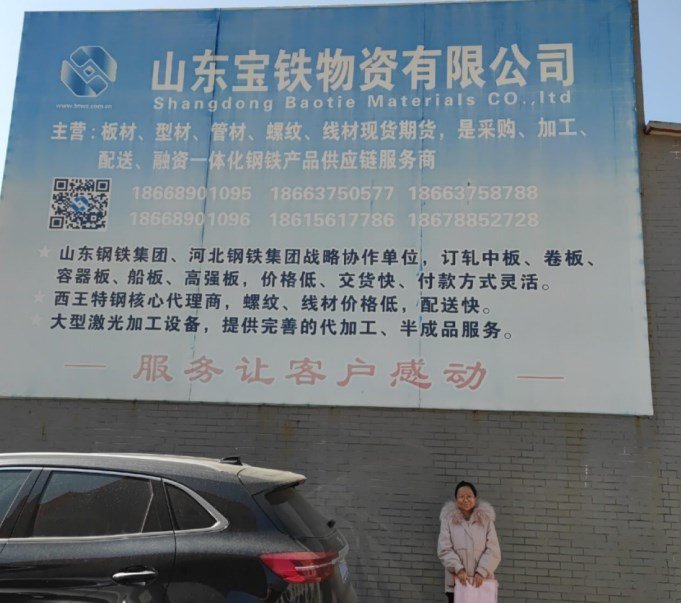 山东宝铁物资有限公司
Shangdong Baotie Materials CO.,ltd
主营：板材、型材、管材、螺纹、线材现货期货，是采购、加工、
配送、融资一体化钢铁产品供应链服务商
18668901095 18663750577 18663758788
18668901096 18615617786 18678852728
山东钢铁集团、河北钢铁集团战略协作单位，订轧中板、卷板、
容器板、船板、高强板，价格低、交货快、付款方式灵活。
西王特钢核心代理商，螺纹、线材价格低，配送快。
大型激光加工设备，提供完善的代加工、半成品服务。
— 服务让客户感动 —